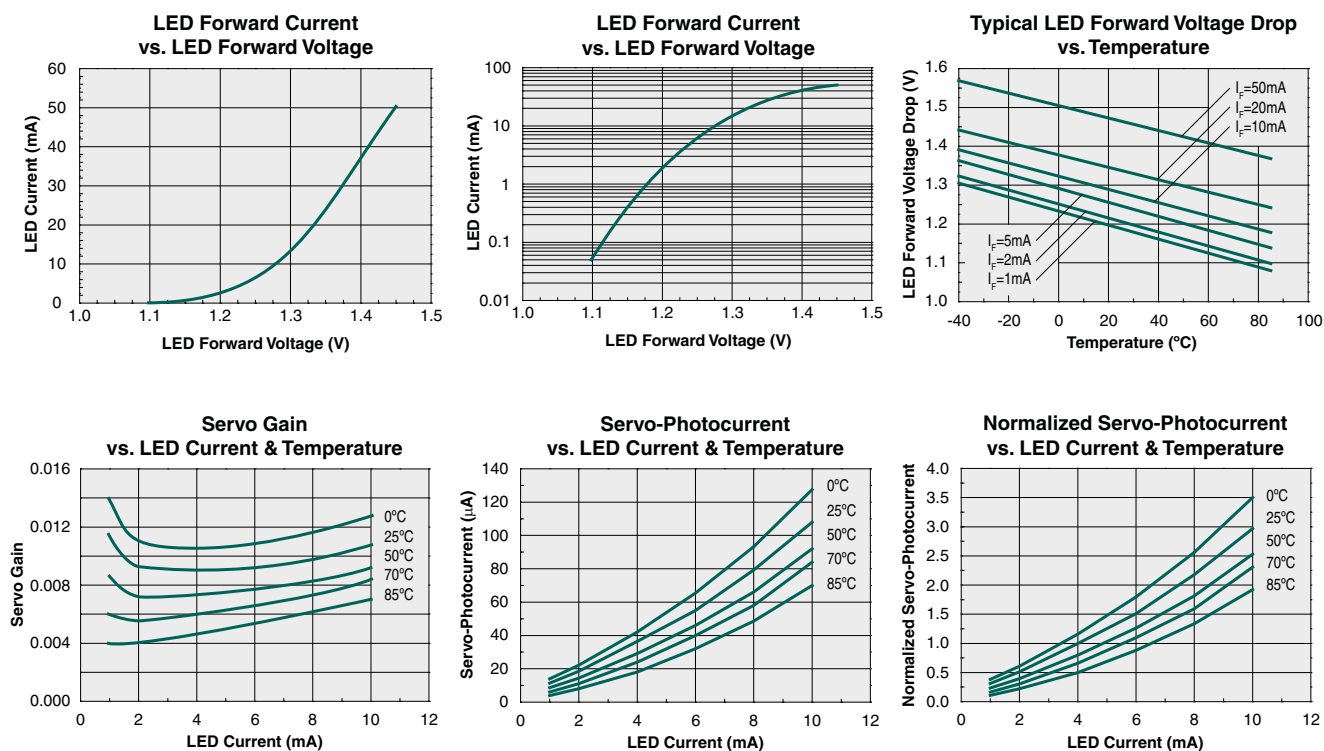 LED Forward Current
vs. LED Forward Voltage
LED Current (mA)
60
50
40
30
20
10
0
1.0 1.1 1.2 1.3 1.4 1.5
LED Forward Voltage (V)
LED Forward Current
vs. LED Forward Voltage
LED Current (mA)
100
10
1
0.1
0.01
1.0 1.1 1.2 1.3 1.4 1.5
LED Forward Voltage (V)
Typical LED Forward Voltage Drop
vs. Temperature
LED Forward Voltage Drop (V)
1.6
1.5
1.4
1.3
1.2
1.1
1.0
IF=50mA
IF=20mA
IF=10mA
IF=5mA
IF=2mA
IF=1mA
-40 -20 0 20 40 60 80 100
Temperature (ºC)
Servo Gain
vs. LED Current & Temperature
Servo Gain
0.016
0.012
0.008
0.004
0.000
0ºC
25ºC
50ºC
70ºC
85ºC
0 2 4 6 8 10 12
LED Current (mA)
Servo-Photocurrent
vs. LED Current & Temperature
Servo-Photocurrent (μA)
140
120
100
80
60
40
20
0
0ºC
25ºC
50ºC
70ºC
85ºC
0 2 4 6 8 10 12
LED Current (mA)
Normalized Servo-Photocurrent
vs. LED Current & Temperature
Normalized Servo-Photocurrent
4.0
3.5
3.0
2.5
2.0
1.5
1.0
0.5
0.0
0ºC
25ºC
50ºC
70ºC
85ºC
0 2 4 6 8 10 12
LED Current (mA)